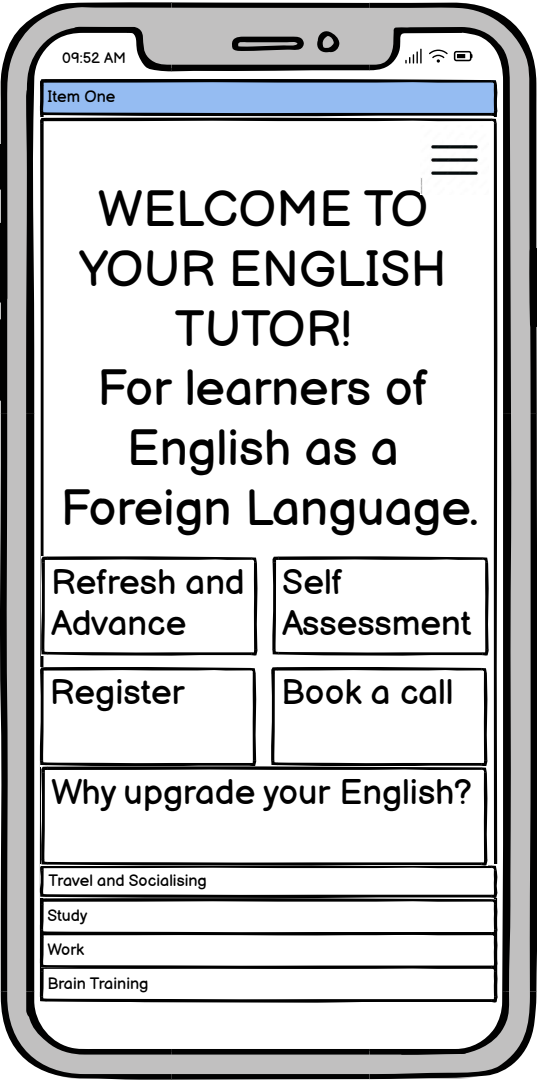 09:52 AM
Item One
WELCOME TO
YOUR ENGLISH
TUTOR!
For learners of
English as a
Foreign Language.
Refresh and
Advance
Self
Assessment
Register
Book a call
Why upgrade your English?
Travel and Socialising
Study
Work
Brain Training